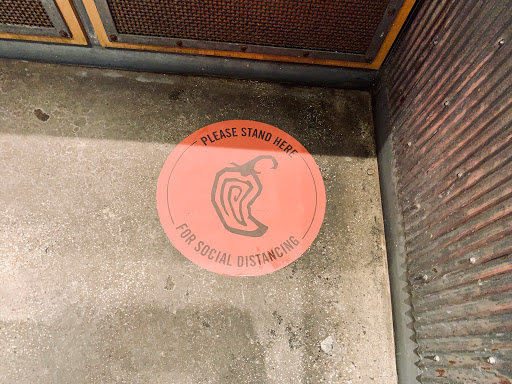 PLEASE STAND HERE
FOR SOCIAL DISTANCING